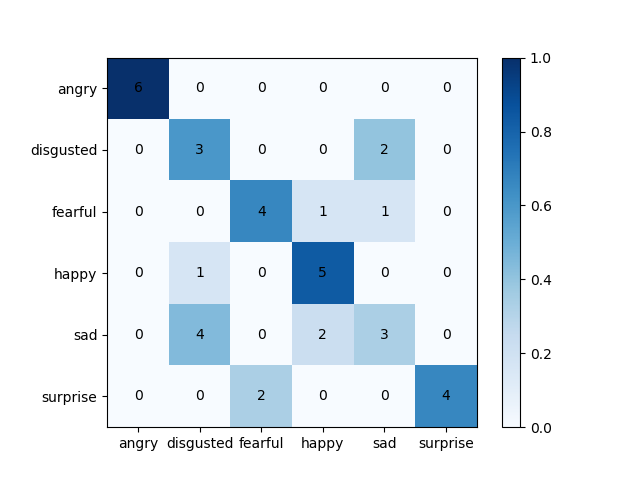 angry 6 0 0 0 0 0
disgusted 0 3 0 0 2 0
fearful 0 0 4 1 1 0
happy 0 1 0 5 0 0
sad 0 4 0 2 3 0
surprise 0 0 2 0 0 4
angry disgusted fearful happy sad surprise
1.0
0.8
0.6
0.4
0.2
0.0